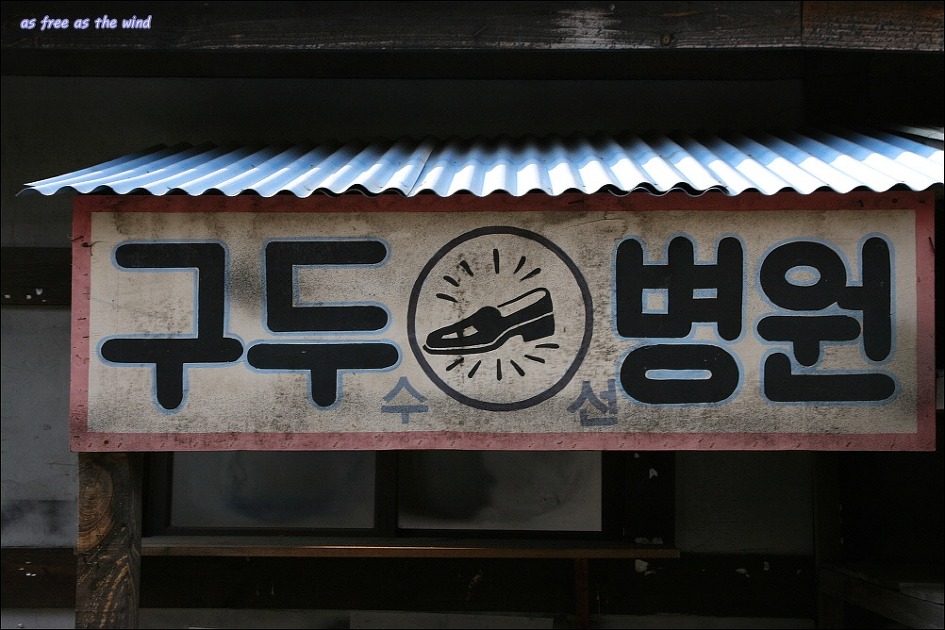 as free as the wind
구두 병원
수 선